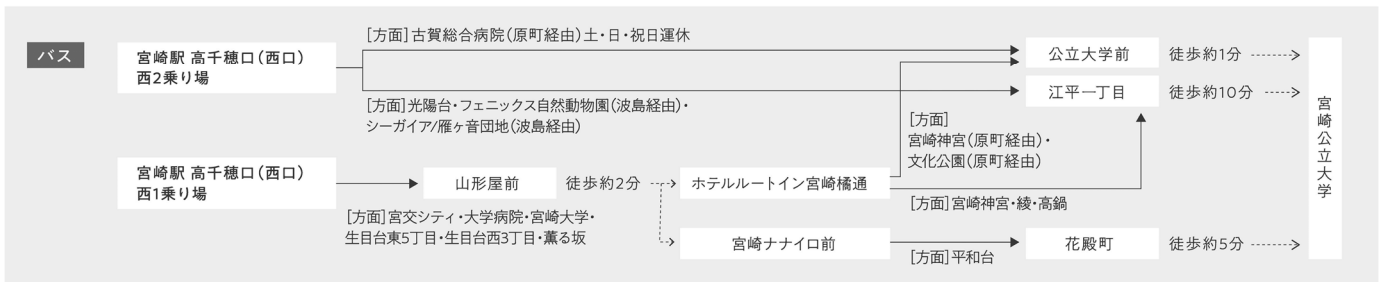 バス
宮崎駅 高千穂口（西口）
西2乗り場
［方面］古賀総合病院（原町経由）土・日・祝日運休
［方面］光陽台・フェニックス自然動物園（波島経由）・
シーガイア/雁ヶ音団地（波島経由）
公立大学前
徒歩約1分
江平一丁目
徒歩約10分
宮崎駅 高千穂口（西口）
西1乗り場
［方面］宮交シティ・大学病院・宮崎大学・
生目台東5丁目・生目台西3丁目・薫る坂
山形屋前
徒歩約2分
ホテルルートイン宮崎橘通
［方面］
宮崎神宮（原町経由）・
文化公園（原町経由）
［方面］宮崎神宮・綾・高鍋
宮崎ナナイロ前
［方面］平和台
花殿町
徒歩約5分
宮崎公立大学